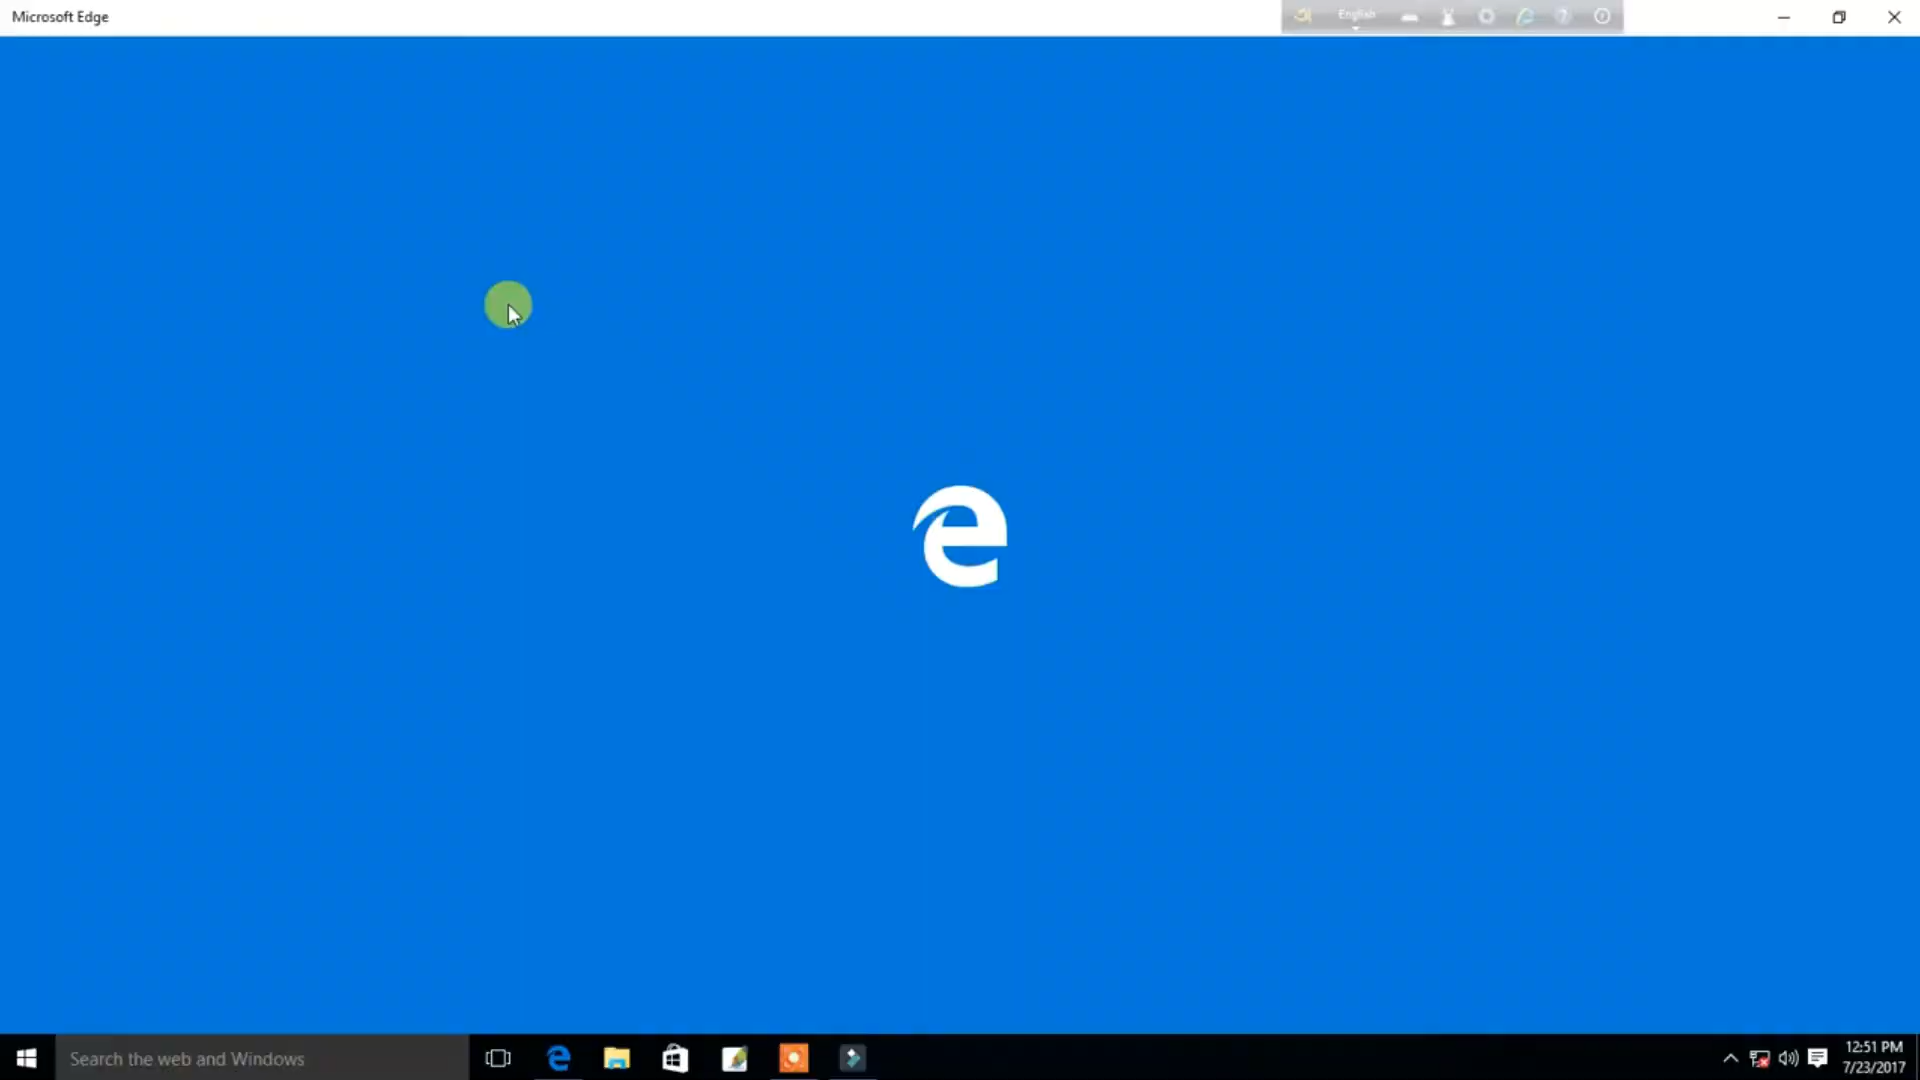 Microsoft Edge
English
Search the web and Windows
12:51 PM
7/23/2017